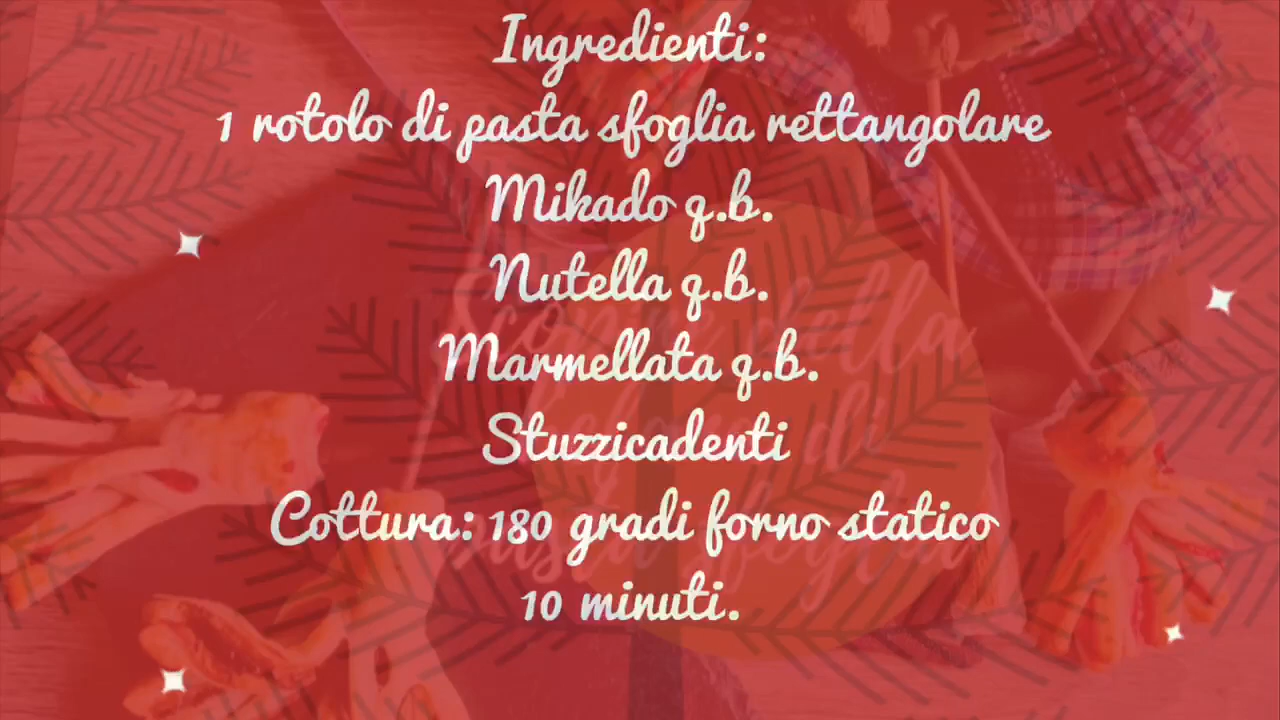 Ingredienti:
1 rotolo di pasta sfoglia rettangolare
Mikado q.b.
Nutella q.b.
Marmellata q.b.
Stuzzicadenti
Cottura: 180 gradi forno statico
10 minuti.